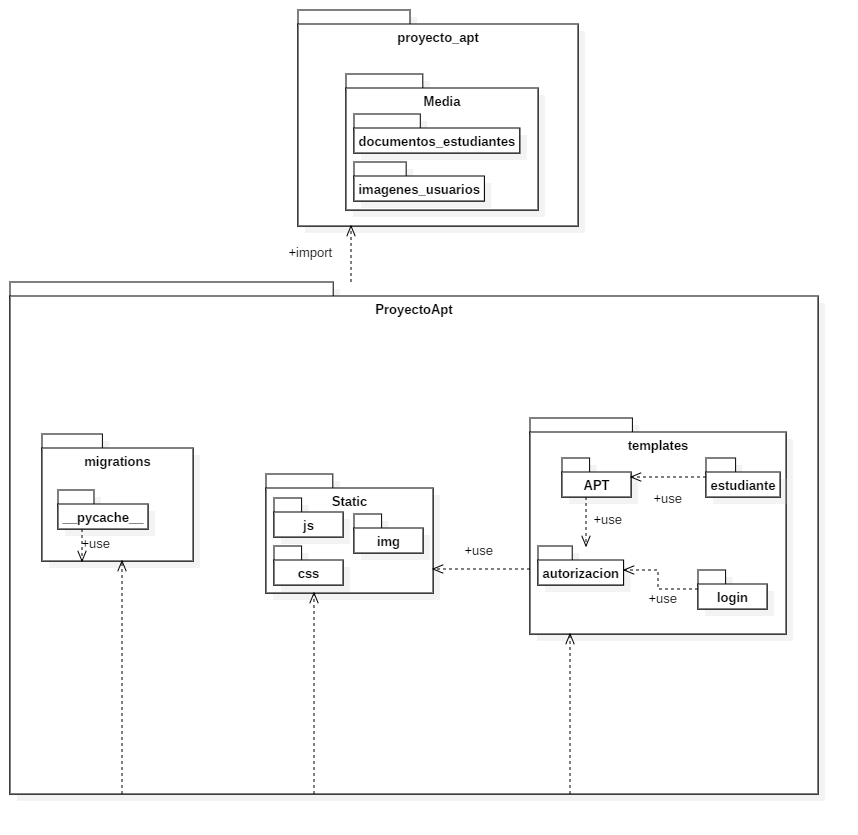 proyecto_apt
Media
documentos_estudiantes
imagenes_usuarios
+import
ProyectoApt
migrations
__pycache__
+use
Static
js
img
css
+use
templates
APT
estudiante
+use
+use
autorizacion
login
+use